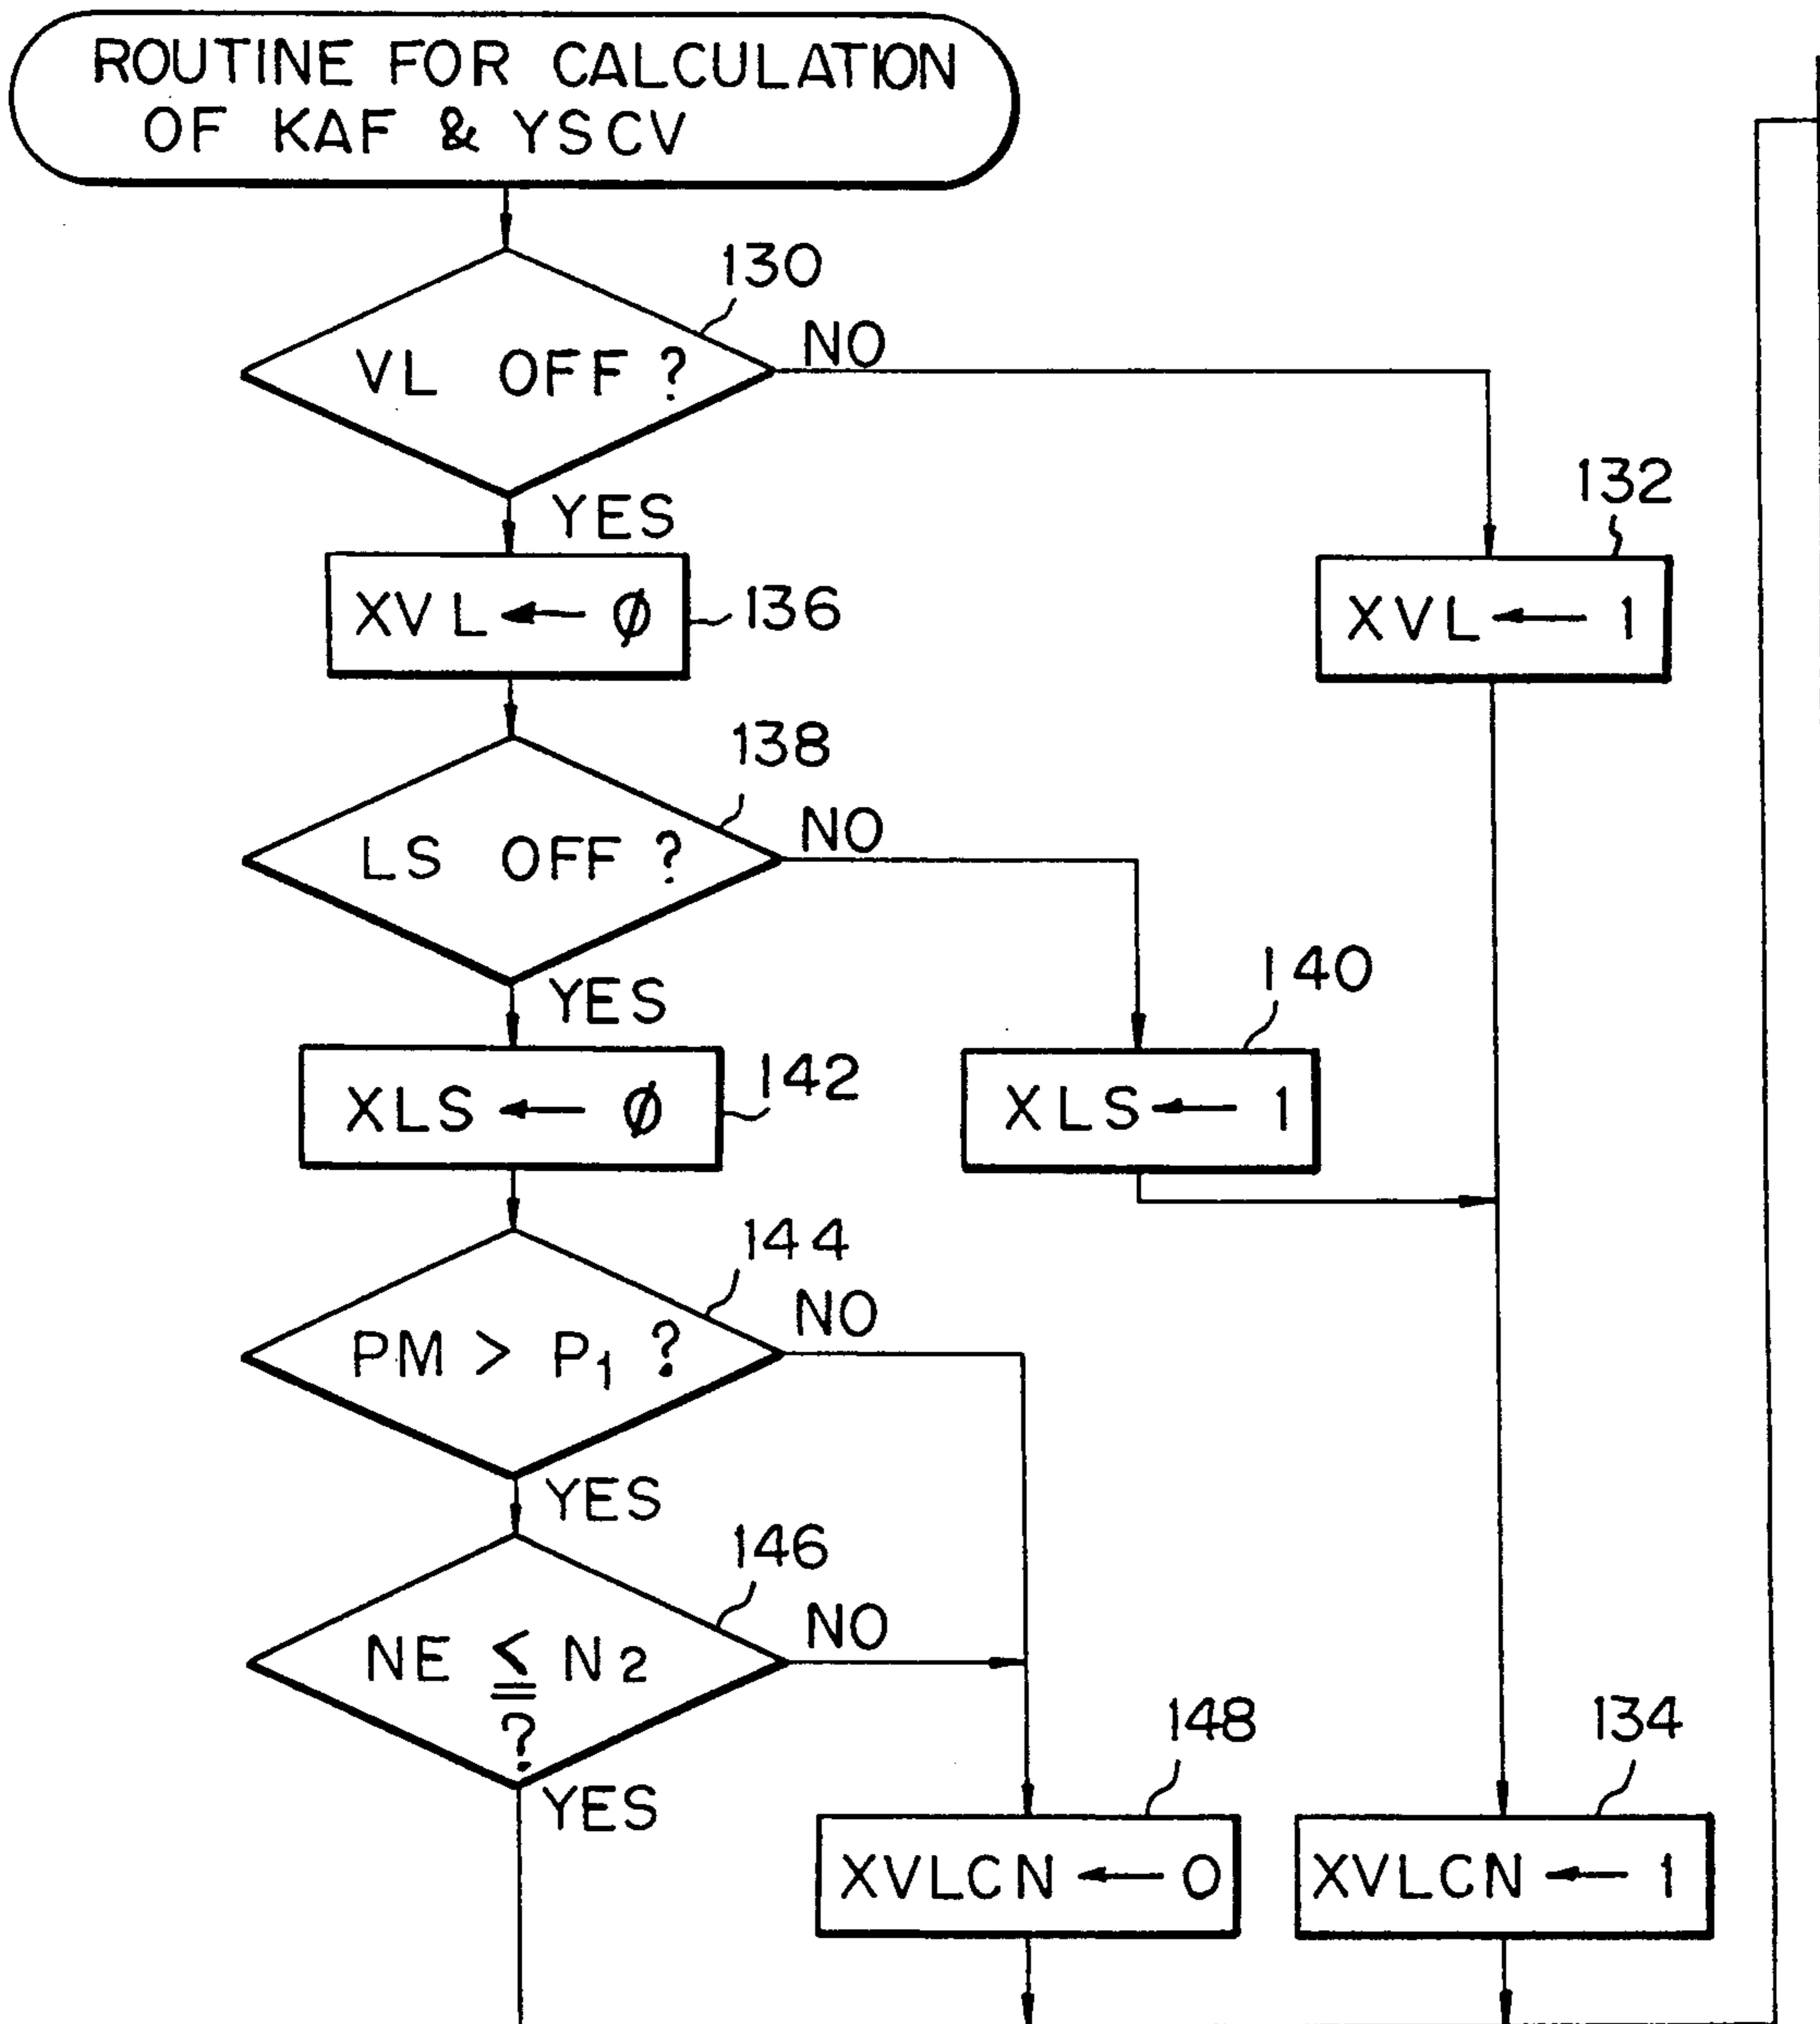 ROUTINE FOR CALCULATION
OF KAF & YSCV
130
VL OFF ?
NO
YES
132
XVL ← Ø
136
XVL ← 1
138
LS OFF ?
NO
YES
140
XLS ← Ø
142
XLS ← 1
144
PM > P1 ?
NO
YES
146
NE ≦ N2
?
NO
YES
148
134
XVLCN ← 0
XVLCN ← 1